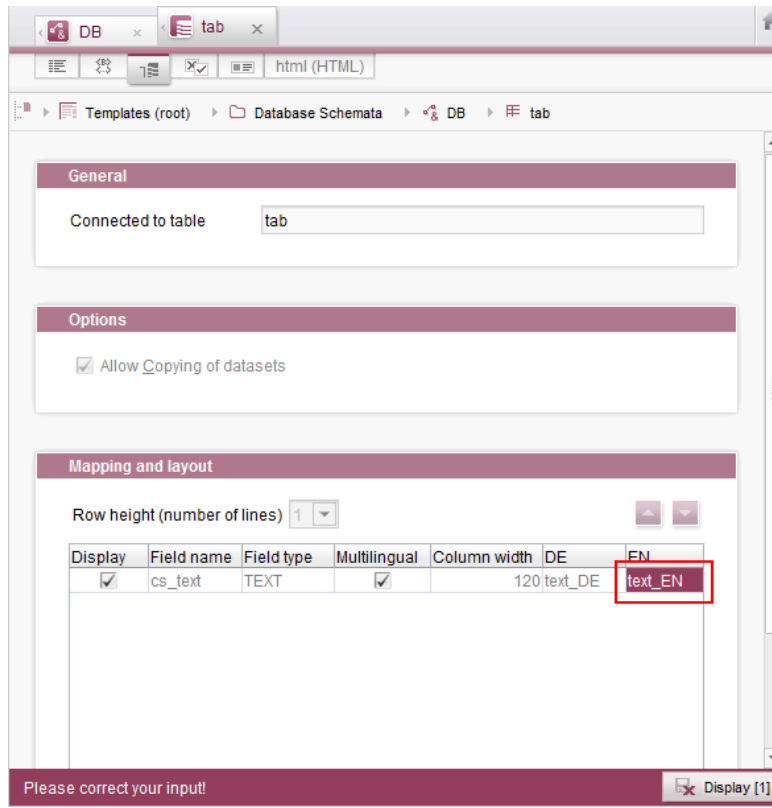 DB
tab
html (HTML)
Templates (root) Database Schemata DB tab
General
Connected to table tab
Options
Allow Copying of datasets
Mapping and layout
Row height (number of lines) 1
Display Field name Field type Multilingual Column width DE EN
cs_text TEXT 120 text_DE text_EN
Please correct your input! Display [1]